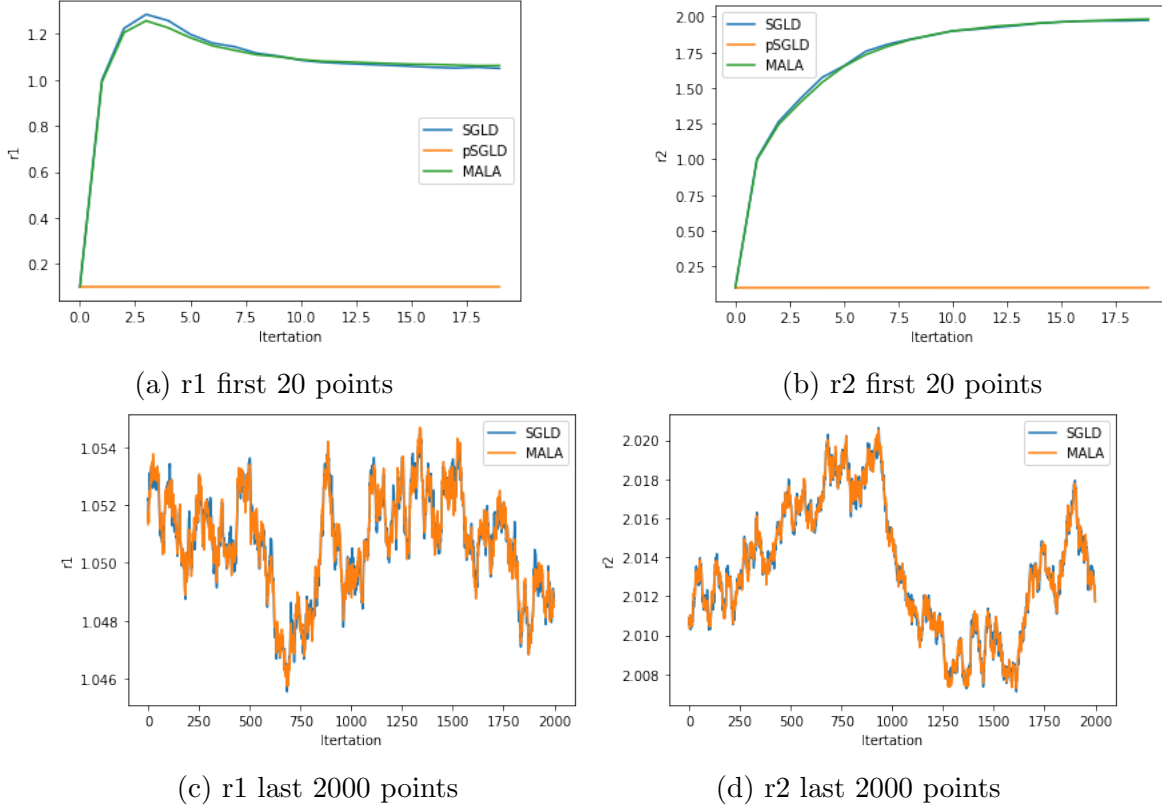 1.2
1.0
0.8
0.6
0.4
0.2
r1
SGLD
pSGLD
MALA
0.0 2.5 5.0 7.5 10.0 12.5 15.0 17.5
Itertation
(a) r1 first 20 points
2.00
1.75
1.50
1.25
1.00
0.75
0.50
0.25
r2
SGLD
pSGLD
MALA
0.0 2.5 5.0 7.5 10.0 12.5 15.0 17.5
Itertation
(b) r2 first 20 points
1.054
1.052
1.050
1.048
1.046
r1
SGLD
MALA
0 250 500 750 1000 1250 1500 1750 2000
Itertation
(c) r1 last 2000 points
2.020
2.018
2.016
2.014
2.012
2.010
2.008
r2
SGLD
MALA
0 250 500 750 1000 1250 1500 1750 2000
Itertation
(d) r2 last 2000 points